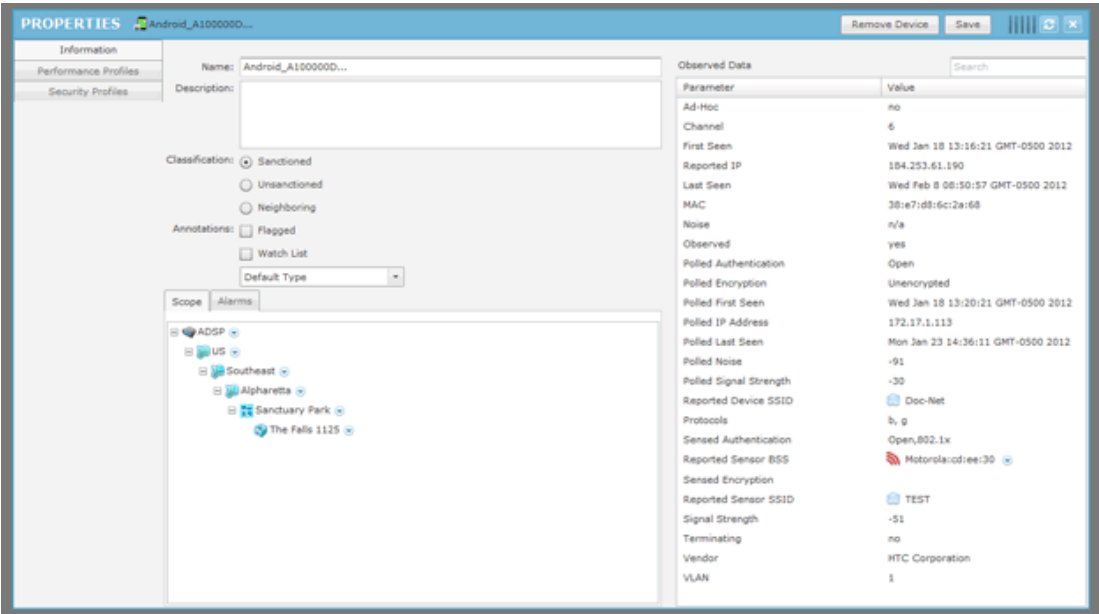 PROPERTIES Android_A100000D... Remove Device Save
Information
Performance Profiles
Security Profiles
Name: Android_A100000D...
Description:
Classification: Sanctioned
Unsanctioned
Neighboring
Annotations: Flagged
Watch List
Default Type
Scope Alarms
ADSP
US
Southeast
Alpharetta
Sanctuary Park
The Falls 1125
Observed Data Search
Parameter Value
Ad-Hoc no
Channel 6
First Seen Wed Jan 18 13:16:21 GMT-0500 2012
Reported IP 184.253.61.190
Last Seen Wed Feb 8 08:50:57 GMT-0500 2012
MAC 38:e7:d8:6c:2a:68
Noise n/a
Observed yes
Polled Authentication Open
Polled Encryption Unencrypted
Polled First Seen Wed Jan 18 13:20:21 GMT-0500 2012
Polled IP Address 172.17.1.113
Polled Last Seen Mon Jan 23 14:36:11 GMT-0500 2012
Polled Noise -91
Polled Signal Strength -30
Reported Device SSID Doc-Net
Protocols b, g
Sensed Authentication Open,802.1x
Reported Sensor BSS Motorola:cd:ee:30
Sensed Encryption
Reported Sensor SSID TEST
Signal Strength -51
Terminating no
Vendor HTC Corporation
VLAN 1